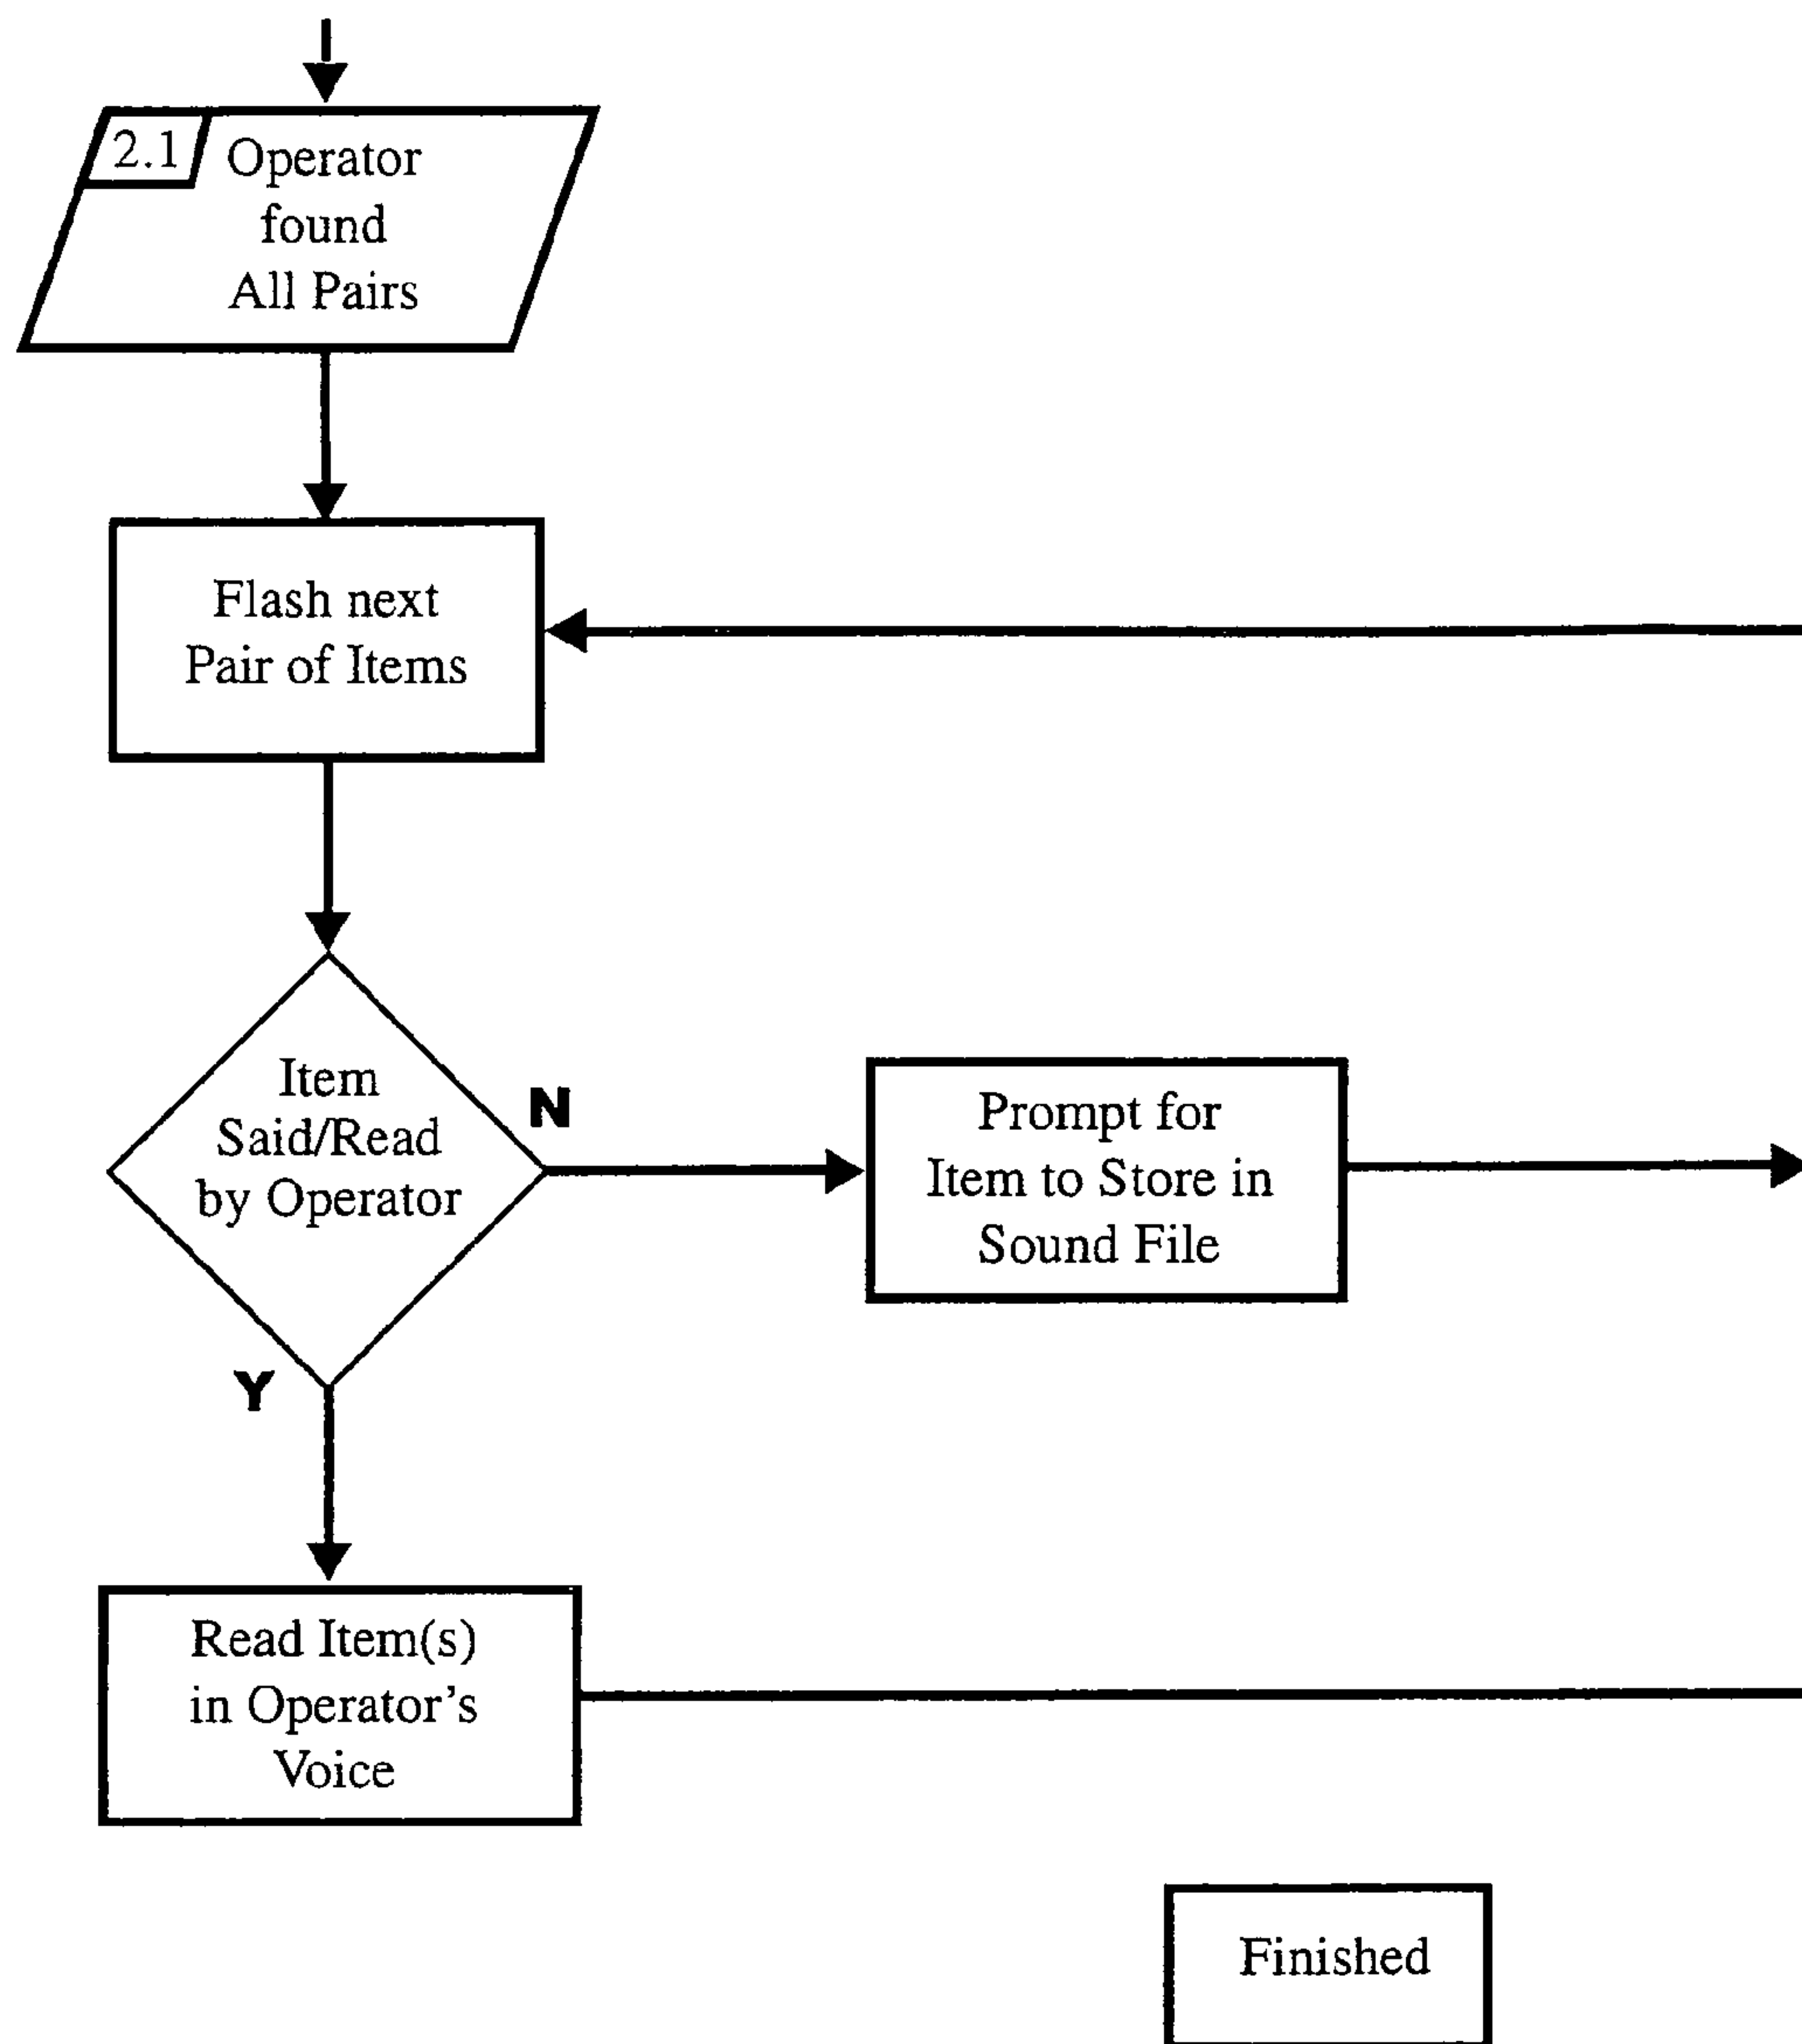 2.1
Operator
found
All Pairs
Flash next
Pair of Items
Item
Said/Read
by Operator
N
Prompt for
Item to Store in
Sound File
Y
Read Item(s)
in Operator's
Voice
Finished